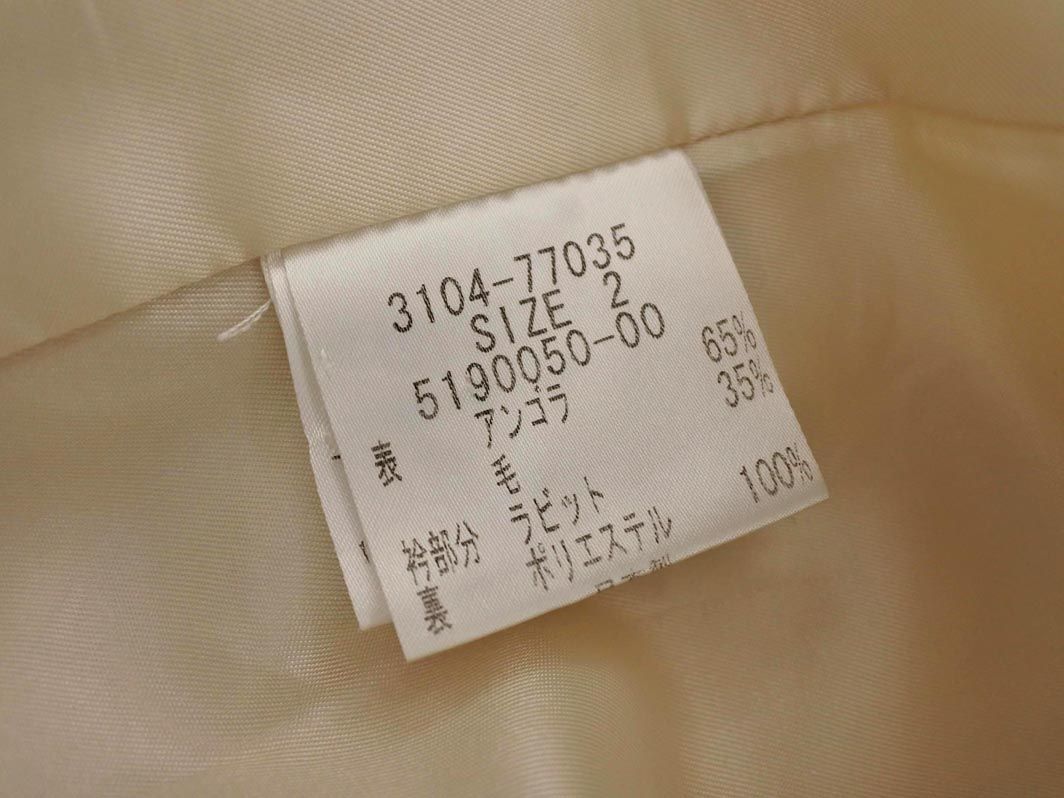 3104-77035
SIZE 2
5190050-00
表 アンゴラ 65%
毛 35%
衿部分 ラビット
裏 ポリエステル 100%